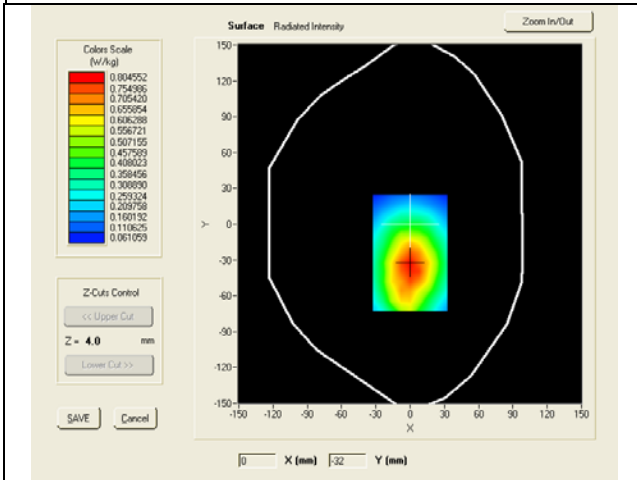 Surface Radiated Intensity
Zoom In/Out
Colors Scale
(W/kg)
0.804552
0.754986
0.705420
0.655854
0.606288
0.556721
0.507155
0.457589
0.408023
0.358456
0.308890
0.259324
0.209758
0.160192
0.110625
0.061059
Z-Cuts Control
<< Upper Cut
Z = 4.0 mm
Lower Cut >>
SAVE Cancel
150
120
90
60
30
0
-30
-60
-90
-120
-150
Y
-150 -120 -90 -60 -30 0 30 60 90 120 150
X
0 X (mm) -32 Y (mm)